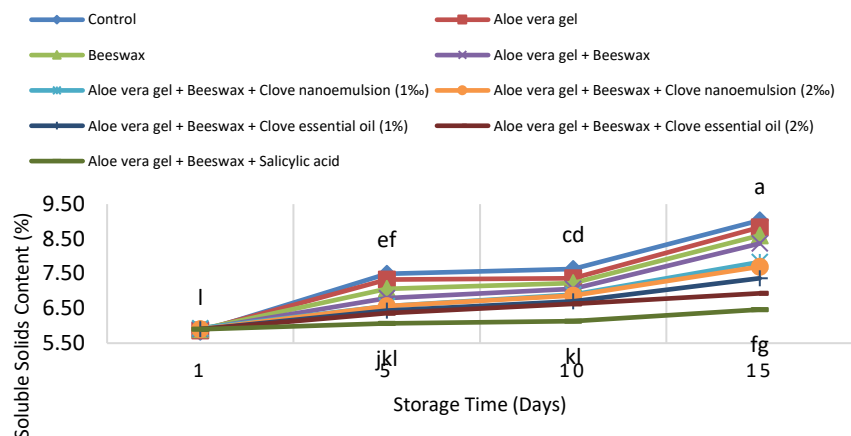 Control
Aloe vera gel
Beeswax
Aloe vera gel + Beeswax
Aloe vera gel + Beeswax + Clove nanoemulsion (1‰)
Aloe vera gel + Beeswax + Clove nanoemulsion (2‰)
Aloe vera gel + Beeswax + Clove essential oil (1%)
Aloe vera gel + Beeswax + Clove essential oil (2%)
Aloe vera gel + Beeswax + Salicylic acid
Soluble Solids Content (%)
9.50
8.50
7.50
6.50
5.50
l
ef
cd
a
jkl
kl
fg
1
5
10
15
Storage Time (Days)